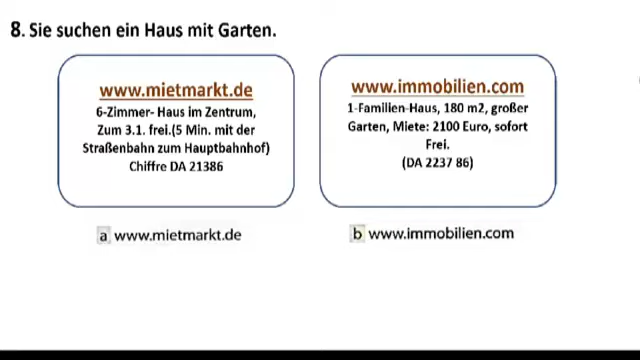 8. Sie suchen ein Haus mit Garten.
www.mietmarkt.de
6-Zimmer- Haus im Zentrum,
Zum 3.1. frei.(5 Min. mit der
Straßenbahn zum Hauptbahnhof)
Chiffre DA 21386
www.immobilien.com
1-Familien-Haus, 180 m2, großer
Garten, Miete: 2100 Euro, sofort
Frei.
(DA 2237 86)
a www.mietmarkt.de
b www.immobilien.com